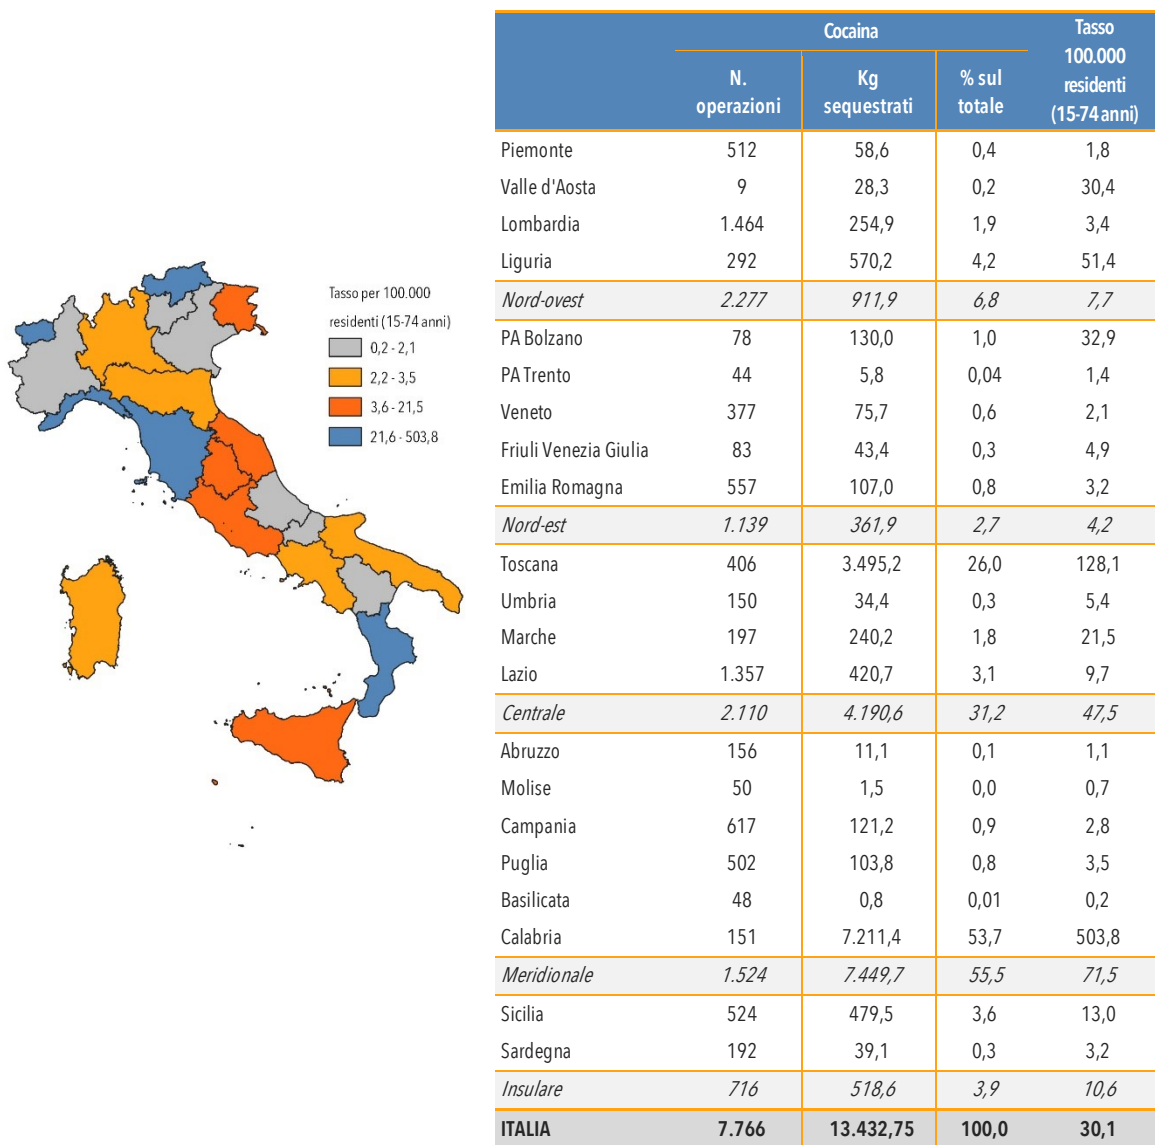 Tasso per 100.000
residenti (15-74 anni)
0,2 - 2,1
2,2 - 3,5
3,6 - 21,5
21,6 - 503,8
Cocaina
Tasso
100.000
residenti
(15-74 anni)
N.
operazioni
Kg
sequestrati
% sul
totale
Piemonte 512 58,6 0,4 1,8
Valle d'Aosta 9 28,3 0,2 30,4
Lombardia 1.464 254,9 1,9 3,4
Liguria 292 570,2 4,2 51,4
Nord-ovest 2.277 911,9 6,8 7,7
PA Bolzano 78 130,0 1,0 32,9
PA Trento 44 5,8 0,04 1,4
Veneto 377 75,7 0,6 2,1
Friuli Venezia Giulia 83 43,4 0,3 4,9
Emilia Romagna 557 107,0 0,8 3,2
Nord-est 1.139 361,9 2,7 4,2
Toscana 406 3.495,2 26,0 128,1
Umbria 150 34,4 0,3 5,4
Marche 197 240,2 1,8 21,5
Lazio 1.357 420,7 3,1 9,7
Centrale 2.110 4.190,6 31,2 47,5
Abruzzo 156 11,1 0,1 1,1
Molise 50 1,5 0,0 0,7
Campania 617 121,2 0,9 2,8
Puglia 502 103,8 0,8 3,5
Basilicata 48 0,8 0,01 0,2
Calabria 151 7.211,4 53,7 503,8
Meridionale 1.524 7.449,7 55,5 71,5
Sicilia 524 479,5 3,6 13,0
Sardegna 192 39,1 0,3 3,2
Insulare 716 518,6 3,9 10,6
ITALIA 7.766 13.432,75 100,0 30,1